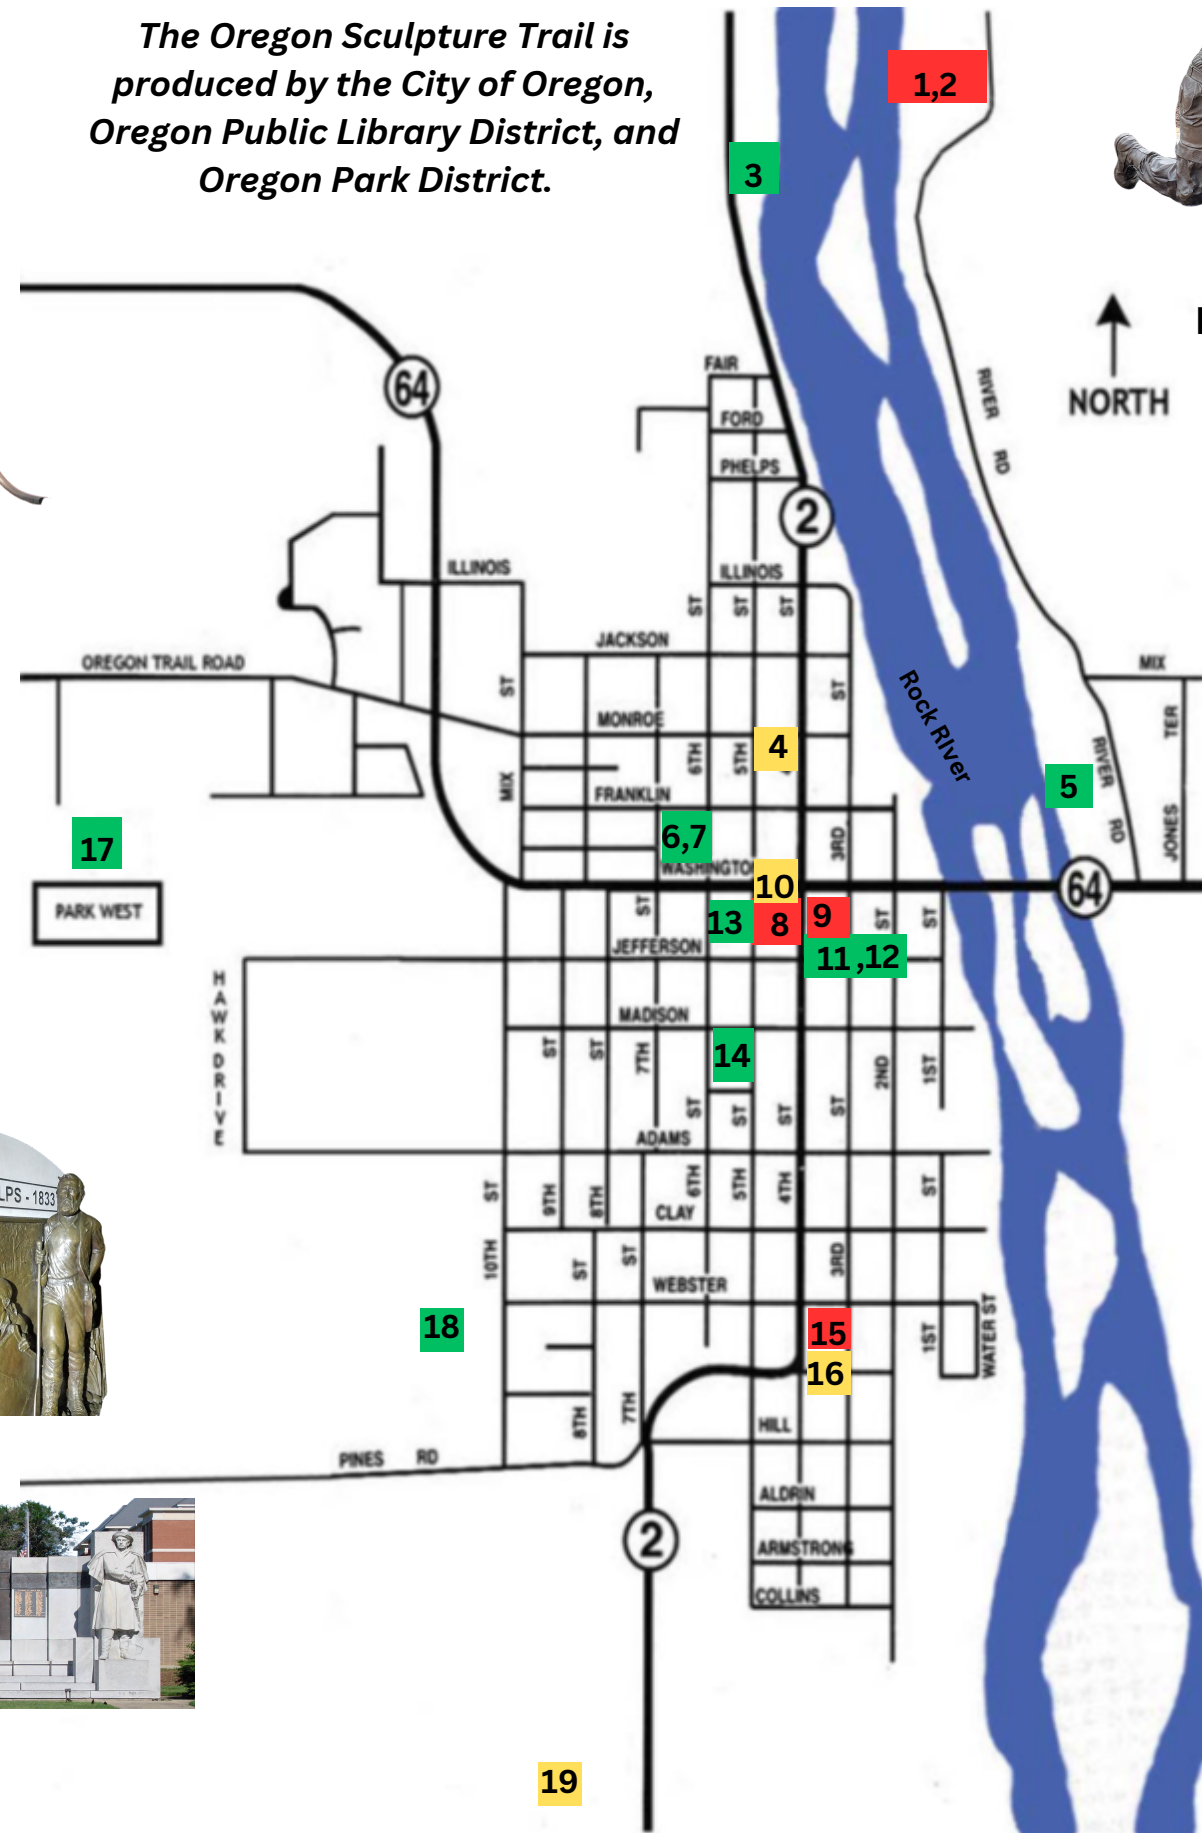 The Oregon Sculpture Trail is
produced by the City of Oregon,
Oregon Public Library District, and
Oregon Park District.
1,2
3
64
NORTH
FAIR
FORD
PHELPS
RIVER RD
2
ILLINOIS
ILLINOIS
ST
ST
ST
JACKSON
OREGON TRAIL ROAD
MIX
ST
ST
Rock RIver
MONROE
TER
4
6TH
5TH
RIVER RD
5
MIX
FRANKLIN
JONES
17
6,7
3RD
WASHINGTO
10
64
PARK WEST
ST
13
8
9
ST
ST
JEFFERSON
11,12
HAWK DRIVE
MADISON
ST
ST
7TH
14
2ND
1ST
ST
ST
ST
ST
ADAMS
LPS - 1833
ST
9TH
8TH
6TH
5TH
4TH
ST
CLAY
10TH
ST
ST
3RD
WEBSTER
18
15
1ST
WATER ST
16
8TH
7TH
HILL
PINES RD
ALDRIN
2
ARMSTRONG
COLLINS
19